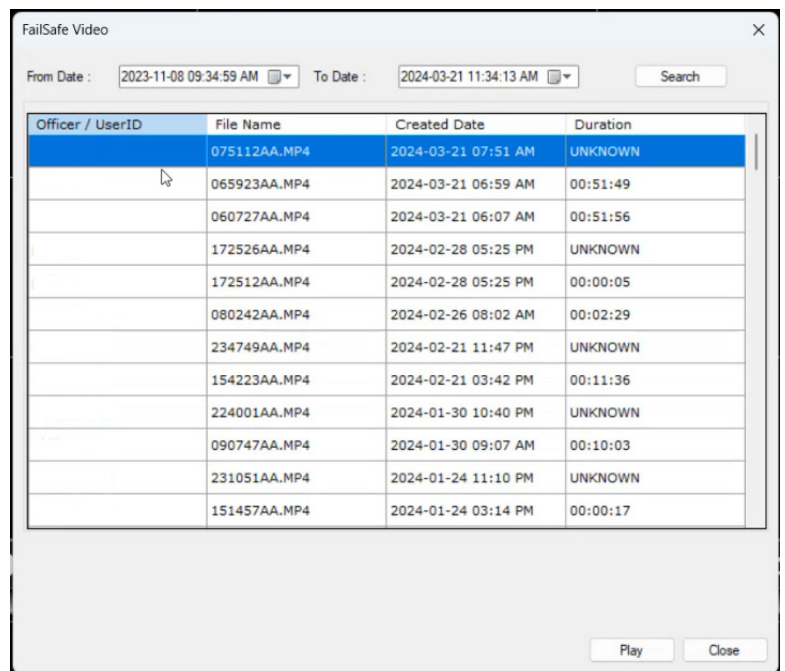 FailSafe Video
From Date : 2023-11-08 09:34:59 AM To Date : 2024-03-21 11:34:13 AM Search
Officer / UserID File Name Created Date Duration
075112AA.MP4 2024-03-21 07:51 AM UNKNOWN
065923AA.MP4 2024-03-21 06:59 AM 00:51:49
060727AA.MP4 2024-03-21 06:07 AM 00:51:56
172526AA.MP4 2024-02-28 05:25 PM UNKNOWN
172512AA.MP4 2024-02-28 05:25 PM 00:00:05
080242AA.MP4 2024-02-26 08:02 AM 00:02:29
234749AA.MP4 2024-02-21 11:47 PM UNKNOWN
154223AA.MP4 2024-02-21 03:42 PM 00:11:36
224001AA.MP4 2024-01-30 10:40 PM UNKNOWN
090747AA.MP4 2024-01-30 09:07 AM 00:10:03
231051AA.MP4 2024-01-24 11:10 PM UNKNOWN
151457AA.MP4 2024-01-24 03:14 PM 00:00:17
Play Close